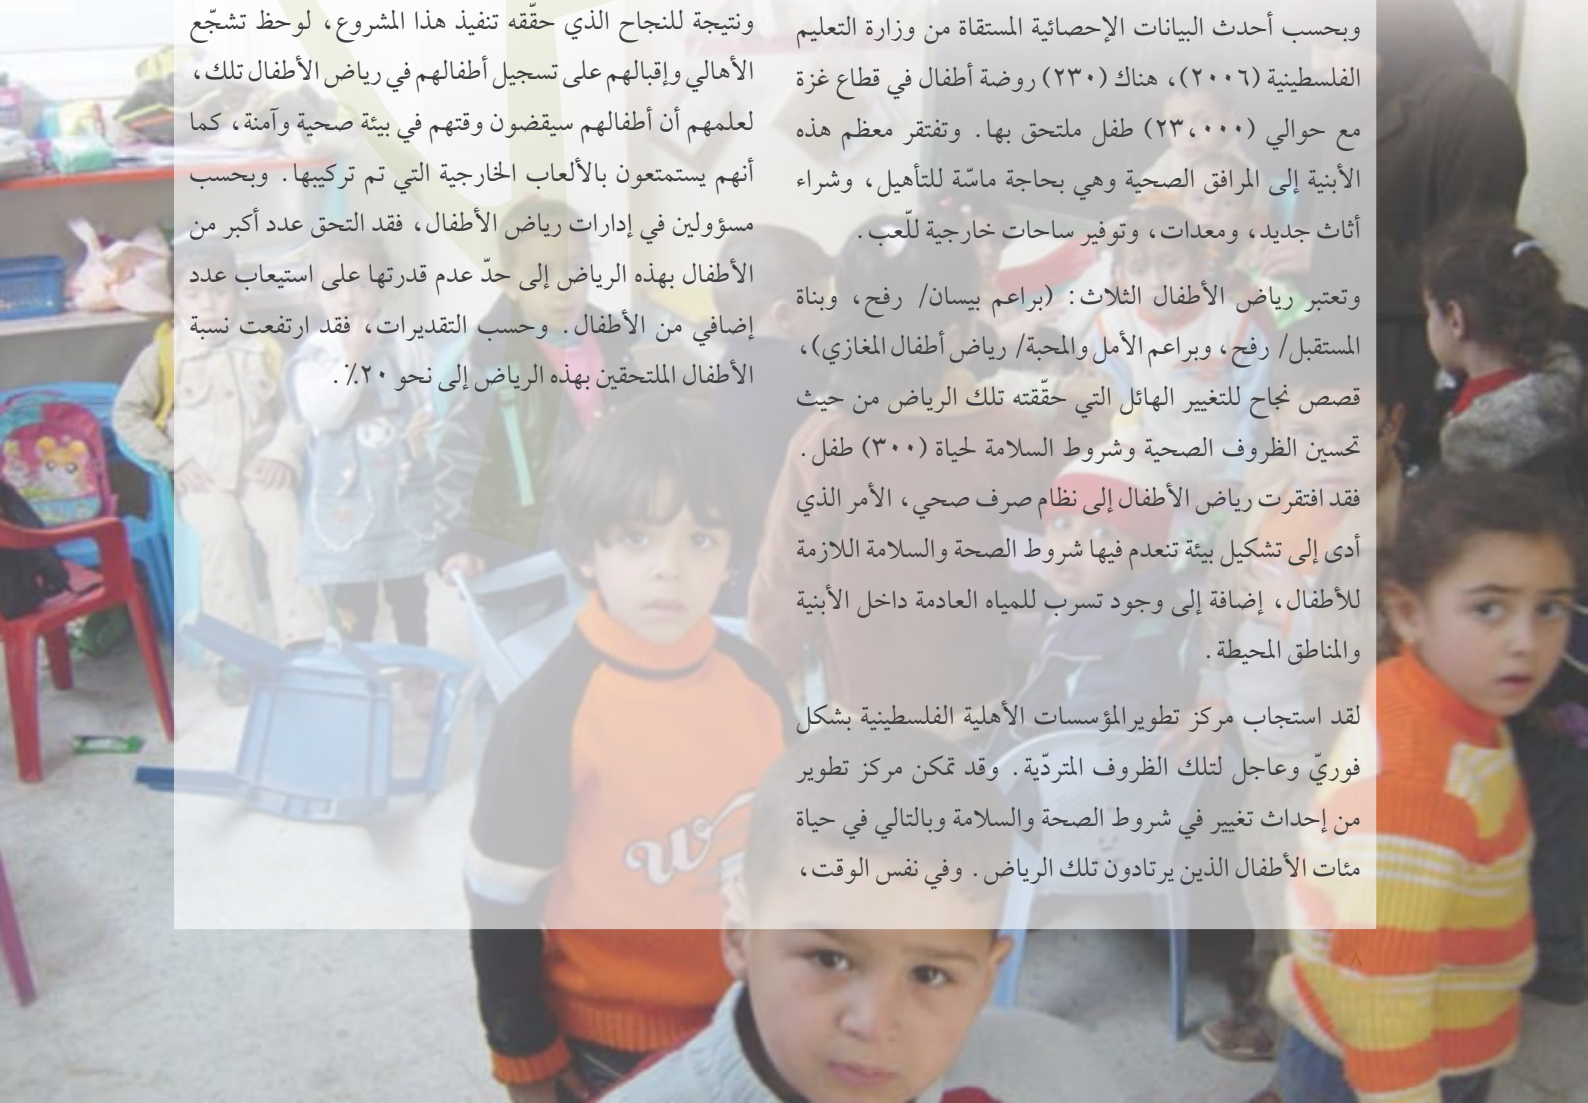 وبحسب أحدث البيانات الإحصائية المستقاة من وزارة التعليم
الفلسطينية (٢٠٠٦)، هناك (٢٣٠) روضة أطفال في قطاع غزة
مع حوالي (٢٣،٠٠٠) طفل ملتحق بها. وتفتقر معظم هذه
الأبنية إلى المرافق الصحية وهي بحاجة ماسّة للتأهيل، وشراء
أثاث جديد، ومعدات، وتوفير ساحات خارجية للّعب.
وتعتبر رياض الأطفال الثلاث: (براعم بيسان/ رفح، وبناة
المستقبل/ رفح، وبراعم الأمل والمحبة/ رياض أطفال المغازي)،
قصص نجاح للتغيير الهائل التي حقّقته تلك الرياض من حيث
تحسين الظروف الصحية وشروط السلامة لحياة (٣٠٠) طفل.
فقد افتقرت رياض الأطفال إلى نظام صرف صحي، الأمر الذي
أدى إلى تشكيل بيئة تنعدم فيها شروط الصحة والسلامة اللازمة
للأطفال، إضافة إلى وجود تسرب للمياه العادمة داخل الأبنية
والمناطق المحيطة.
لقد استجاب مركز تطويرالمؤسسات الأهلية الفلسطينية بشكل
فوريّ وعاجل لتلك الظروف المتردّية. وقد تمكن مركز تطوير
من إحداث تغيير في شروط الصحة والسلامة وبالتالي في حياة
مئات الأطفال الذين يرتادون تلك الرياض. وفي نفس الوقت،
ونتيجة للنجاح الذي حقّقه تنفيذ هذا المشروع، لوحظ تشجّع
الأهالي وإقبالهم على تسجيل أطفالهم في رياض الأطفال تلك،
لعلمهم أن أطفالهم سيقضون وقتهم في بيئة صحية وآمنة، كما
أنهم يستمتعون بالألعاب الخارجية التي تم تركيبها. وبحسب
مسؤولين في إدارات رياض الأطفال، فقد التحق عدد أكبر من
الأطفال بهذه الرياض إلى حدّ عدم قدرتها على استيعاب عدد
إضافي من الأطفال. وحسب التقديرات، فقد ارتفعت نسبة
الأطفال الملتحقين بهذه الرياض إلى نحو ٢٠٪.
٨